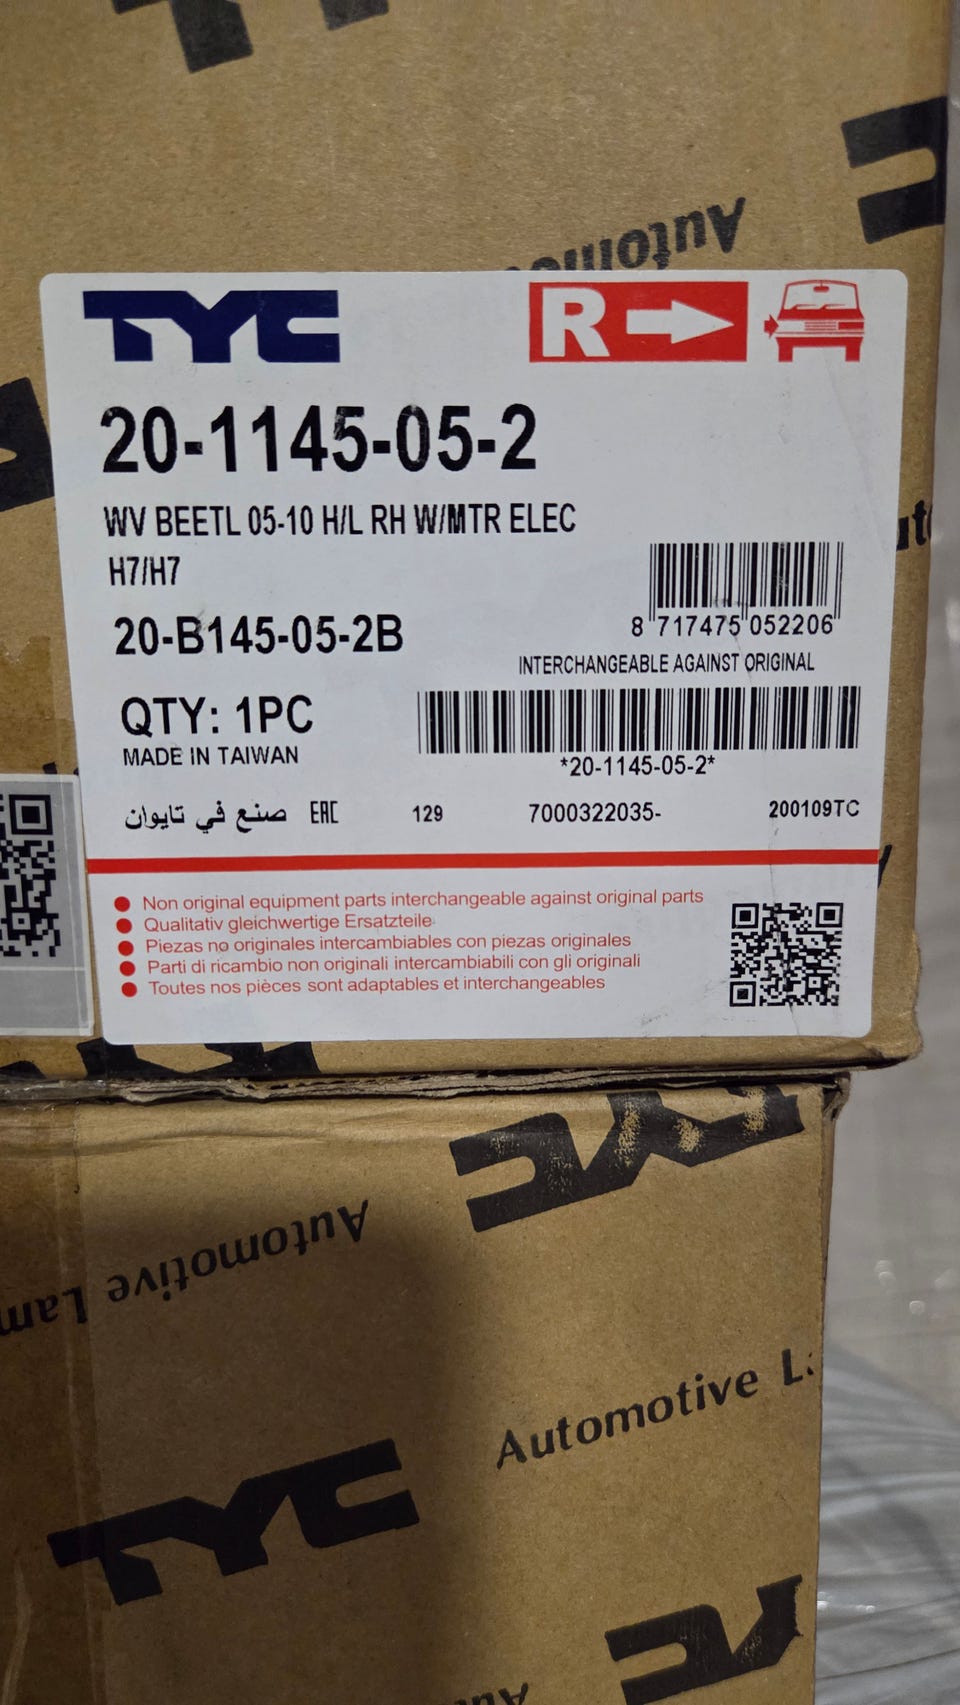 Automo
TYC
R
20-1145-05-2
WV BEETL 05-10 H/L RH W/MTR ELEC
H7/H7
20-B145-05-2B
8 717475 052206
INTERCHANGEABLE AGAINST ORIGINAL
QTY: 1PC
MADE IN TAIWAN
*20-1145-05-2*
صنع في تايوان EAC 129 7000322035- 200109TC
Non original equipment parts interchangeable against original parts
Qualitativ gleichwertige Ersatzteile
Piezas no originales intercambiables con piezas originales
Parti di ricambio non originali intercambiabili con gli originali
Toutes nos pièces sont adaptables et interchangeables
TYC
Automotive Lam
Automotive La
TYC